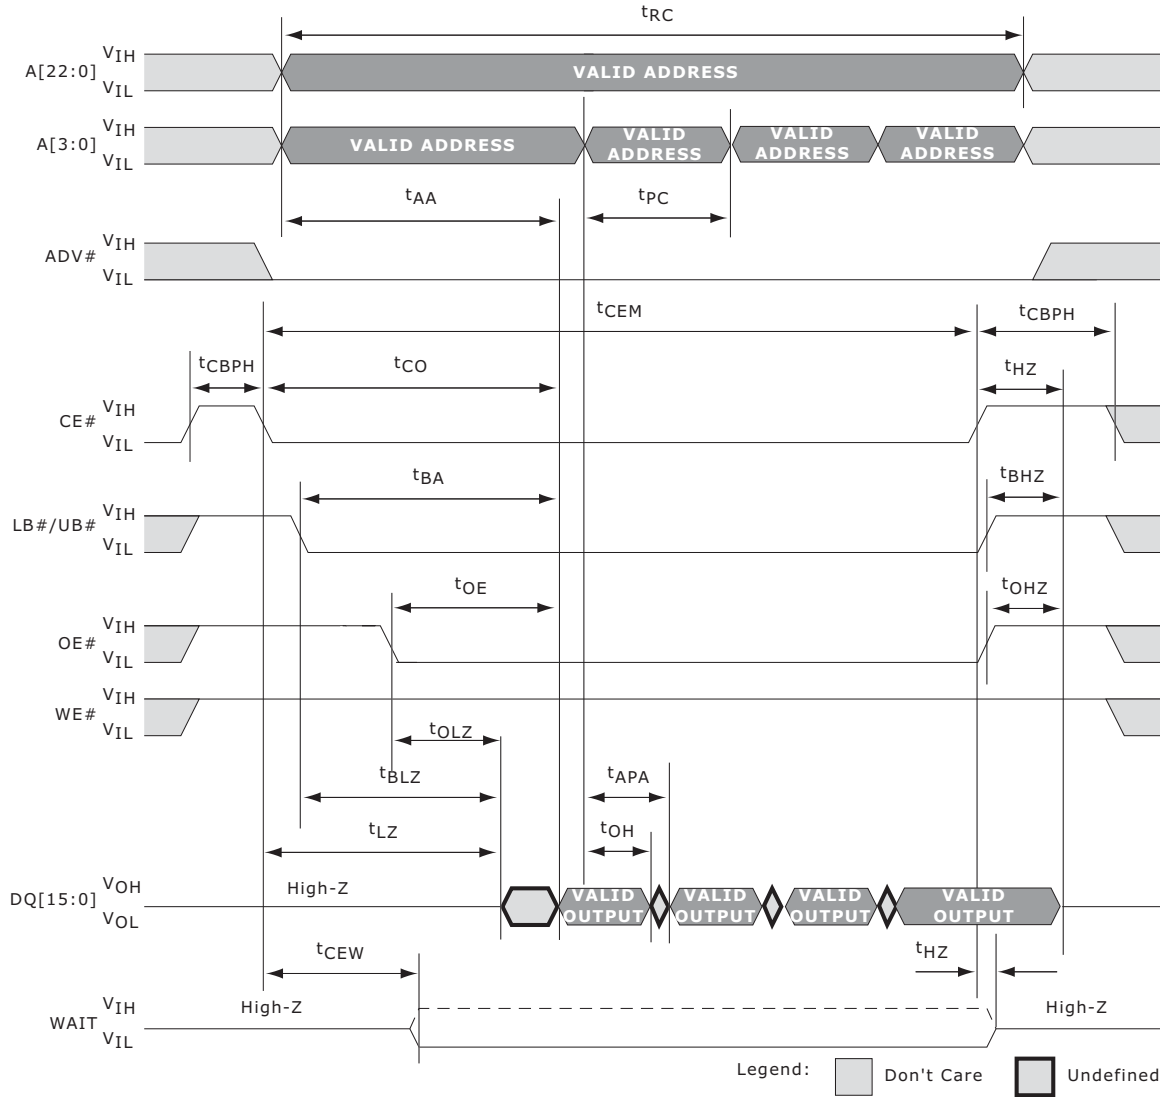 tRC
A[22:0] VIH
VIL
VALID ADDRESS
A[3:0] VIH
VIL
VALID ADDRESS
VALID
ADDRESS
VALID
ADDRESS
VALID
ADDRESS
tAA
tPC
ADV# VIH
VIL
tCEM
tCBPH
tCBPH
tCO
tHZ
CE# VIH
VIL
tBA
tBHZ
LB#/UB# VIH
VIL
tOE
tOHZ
OE# VIH
VIL
WE# VIH
VIL
tOLZ
tBLZ
tAPA
tLZ
tOH
DQ[15:0] VOH
VOL
High-Z
VALID
OUTPUT
VALID
OUTPUT
VALID
OUTPUT
VALID
OUTPUT
tCEW
tHZ
WAIT VIH
VIL
High-Z
High-Z
Legend:
Don't Care
Undefined